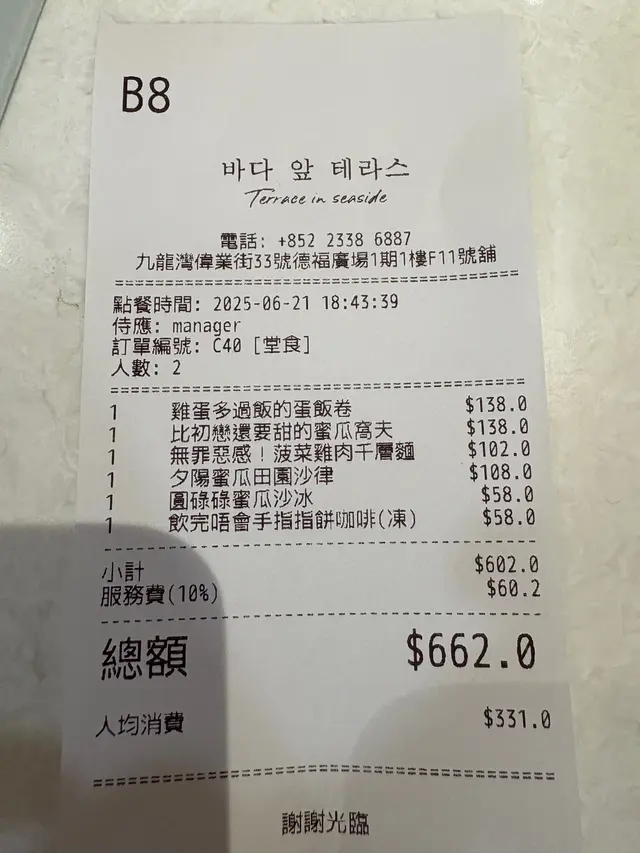 B8
바다 앞 테라스
Terrace in seaside
電話: +852 2338 6887
九龍灣偉業街33號德福廣場1期1樓F11號舖
點餐時間: 2025-06-21 18:43:39
侍應: manager
訂單編號: C40 [堂食]
人數: 2
1 雞蛋多過飯的蛋飯卷 $138.0
1 比初戀還要甜的蜜瓜窩夫 $138.0
1 無罪惡感！菠菜雞肉千層麵 $102.0
1 夕陽蜜瓜田園沙律 $108.0
1 圓碌碌蜜瓜沙冰 $58.0
1 飲完唔會手指指餅咖啡(凍) $58.0
小計 $602.0
服務費(10%) $60.2
總額 $662.0
人均消費 $331.0
謝謝光臨